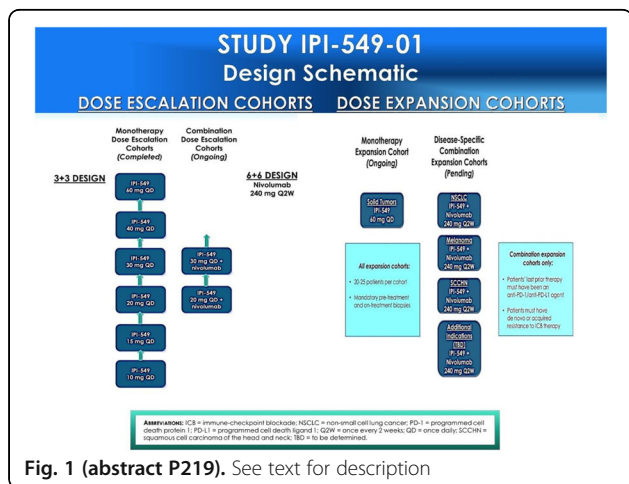 STUDY IPI-549-01
Design Schematic
DOSE ESCALATION COHORTS
DOSE EXPANSION COHORTS
Monotherapy
Dose Escalation
Cohorts
(Completed)
Combination
Dose Escalation
Cohorts
(Ongoing)
3+3 DESIGN
6+6 DESIGN
Nivolumab
240 mg Q2W
IPI-549
60 mg QD
IPI-549
40 mg QD
IPI-549
30 mg QD
IPI-549
20 mg QD
IPI-549
15 mg QD
IPI-549
10 mg QD
IPI-549
30 mg QD +
nivolumab
IPI-549
20 mg QD +
nivolumab
Monotherapy
Expansion Cohort
(Ongoing)
Disease-Specific
Combination
Expansion Cohorts
(Pending)
Solid Tumors
IPI-549
60 mg QD
NSCLC
IPI-549 +
Nivolumab
240 mg Q2W
Melanoma
IPI-549 +
Nivolumab
240 mg Q2W
SCCHN
IPI-549 +
Nivolumab
240 mg Q2W
Additional
Indications
(TBD)
IPI-549 +
Nivolumab
240 mg Q2W
All expansion cohorts:
• 20-25 patients per cohort
• Mandatory pre-treatment
and on-treatment biopsies
Combination expansion
cohorts only:
• Patients' last prior therapy
must have been an
anti-PD-1/anti-PD-L1 agent
• Patients must have
de novo or acquired
resistance to ICB therapy
ABBREVIATIONS: ICB = immune-checkpoint blockade; NSCLC = non-small cell lung cancer; PD-1 = programmed cell
death protein 1; PD-L1 = programmed cell death ligand 1; Q2W = once every 2 weeks; QD = once daily; SCCHN =
squamous cell carcinoma of the head and neck; TBD = to be determined.
Fig. 1 (abstract P219). See text for description